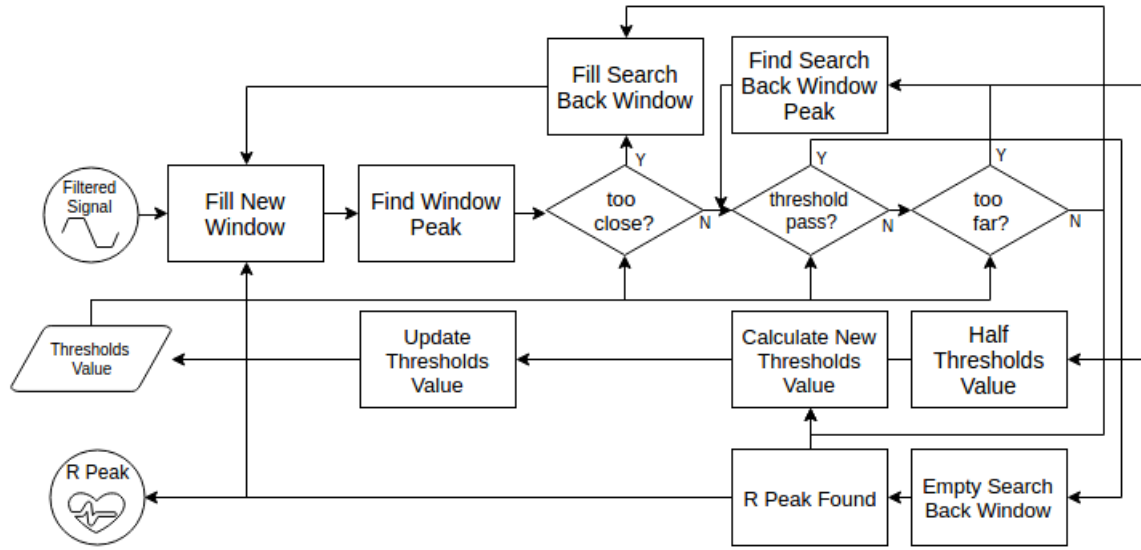 Fill Search
Back Window
Find Search
Back Window
Peak
Filtered
Signal
Fill New
Window
Find Window
Peak
too
close?
Y
N
threshold
pass?
Y
N
too
far?
Y
N
Thresholds
Value
Update
Thresholds
Value
Calculate New
Thresholds
Value
Half
Thresholds
Value
R Peak
R Peak Found
Empty Search
Back Window